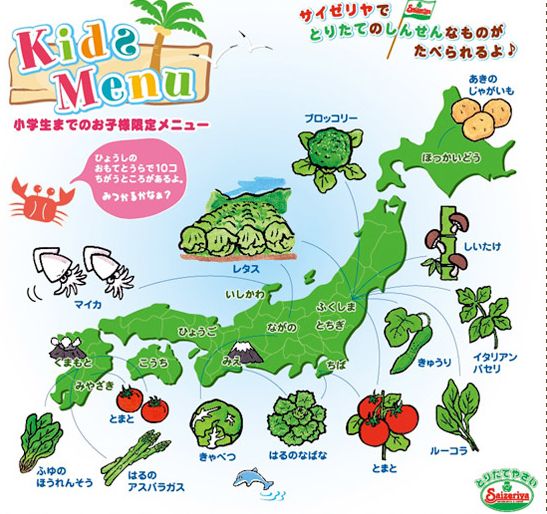 Kids
Menu
小学生までのお子様限定メニュー
サイゼリヤで
Saizeriya
とりたてのしんせんなものが
たべられるよ♪
ひょうしの
おもてとうらで10コ
ちがうところがあるよ。
みつかるかなぁ？
あきの
じゃがいも
ブロッコリー
ほっかいどう
レタス
しいたけ
マイカ
いしかわ
ふくしま
ひょうご
ながの
とちぎ
イタリアン
パセリ
きゅうり
くまもと
こうち
みえ
ちば
みやざき
とまと
ふゆの
ほうれんそう
はるの
アスパラガス
きゃべつ
はるのなばな
とまと
ルーコラ
とりたてやさい
Saizeriya